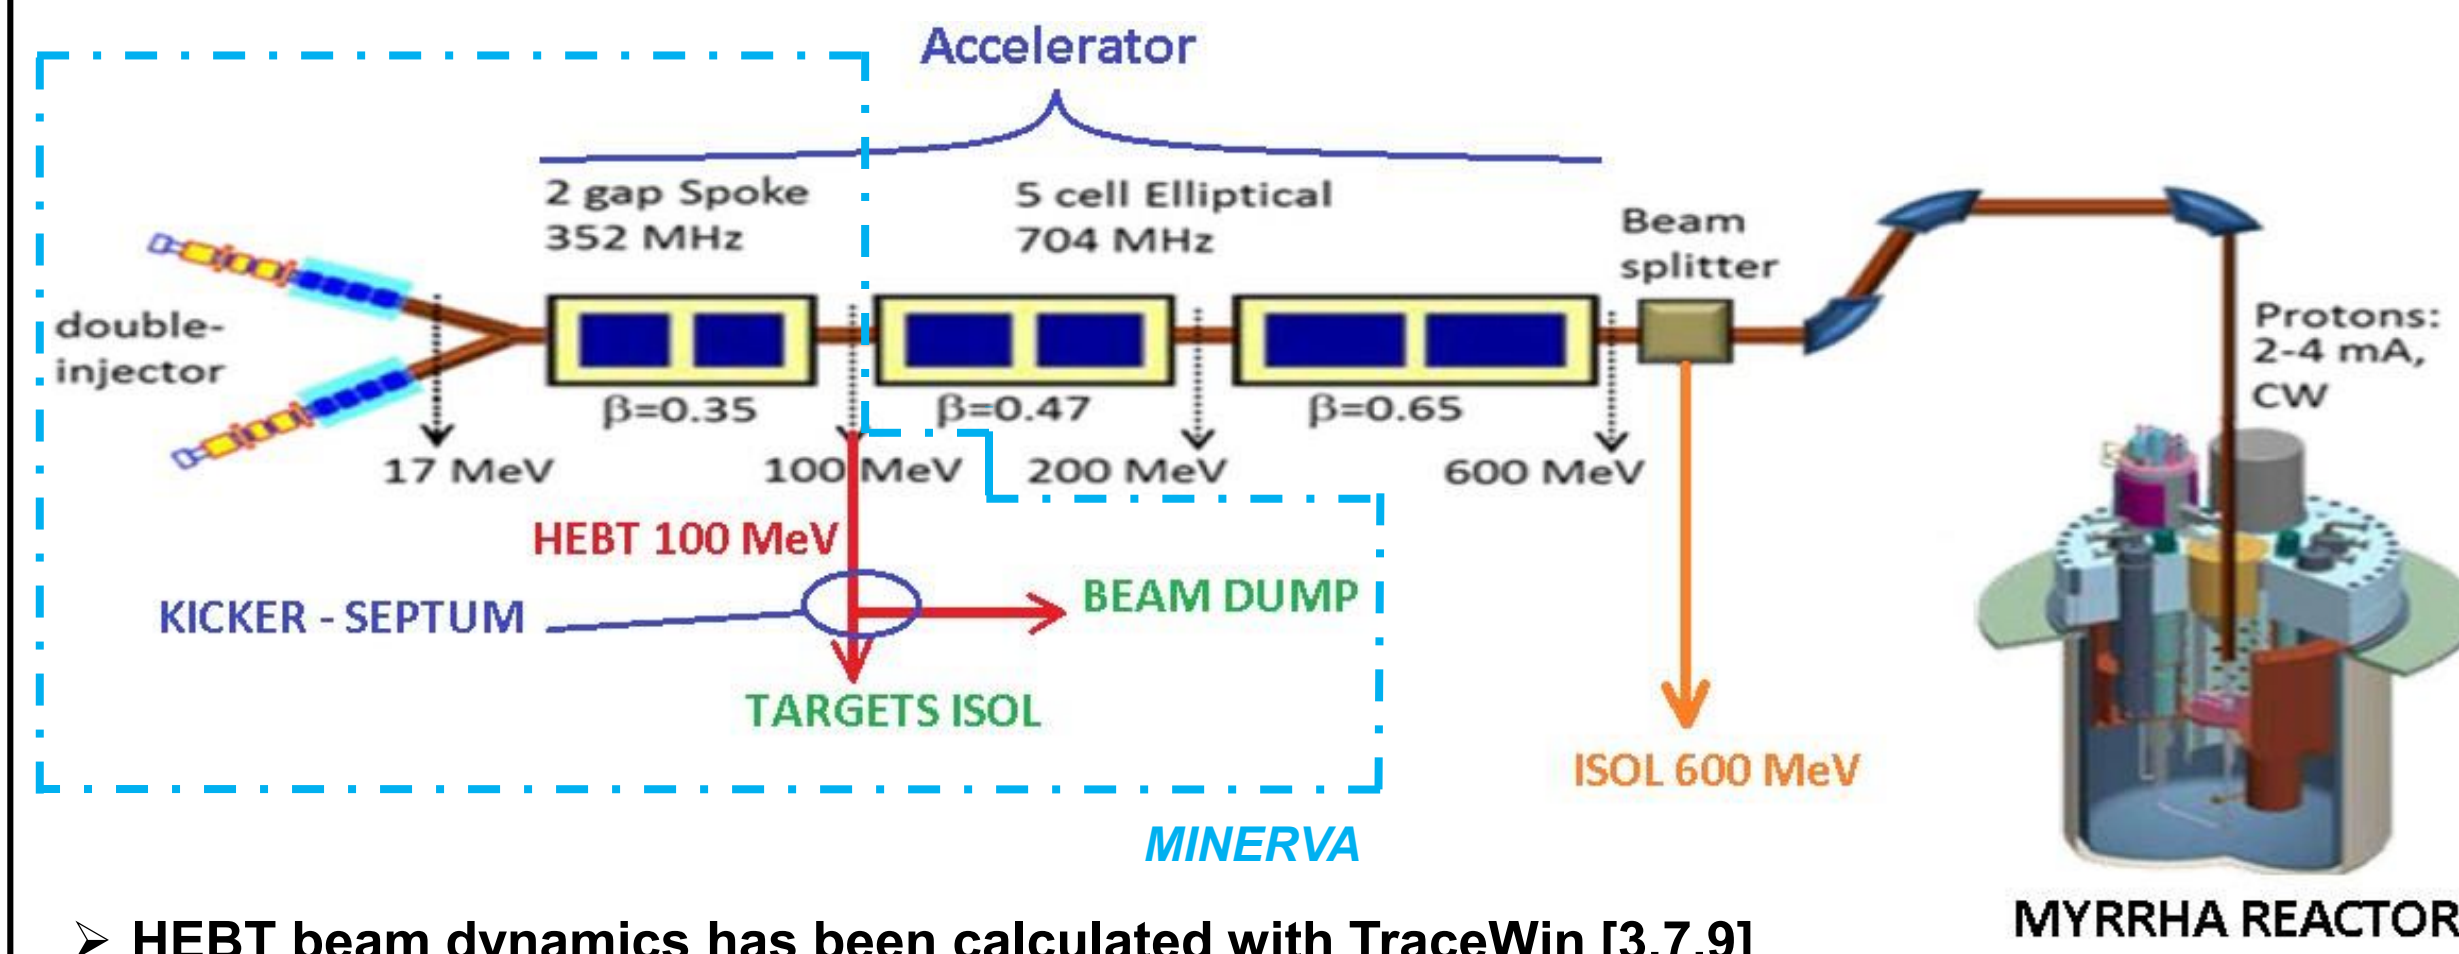 Accelerator
2 gap Spoke
352 MHz
5 cell Elliptical
704 MHz
Beam
splitter
double-
injector
Protons:
2-4 mA,
CW
β=0.35
β=0.47
β=0.65
17 MeV
100 MeV
200 MeV
600 MeV
HEBT 100 MeV
KICKER - SEPTUM
BEAM DUMP
TARGETS ISOL
ISOL 600 MeV
MINERVA
MYRRHA REACTOR
➢ HEBT beam dynamics has been calculated with TraceWin [3,7,9]